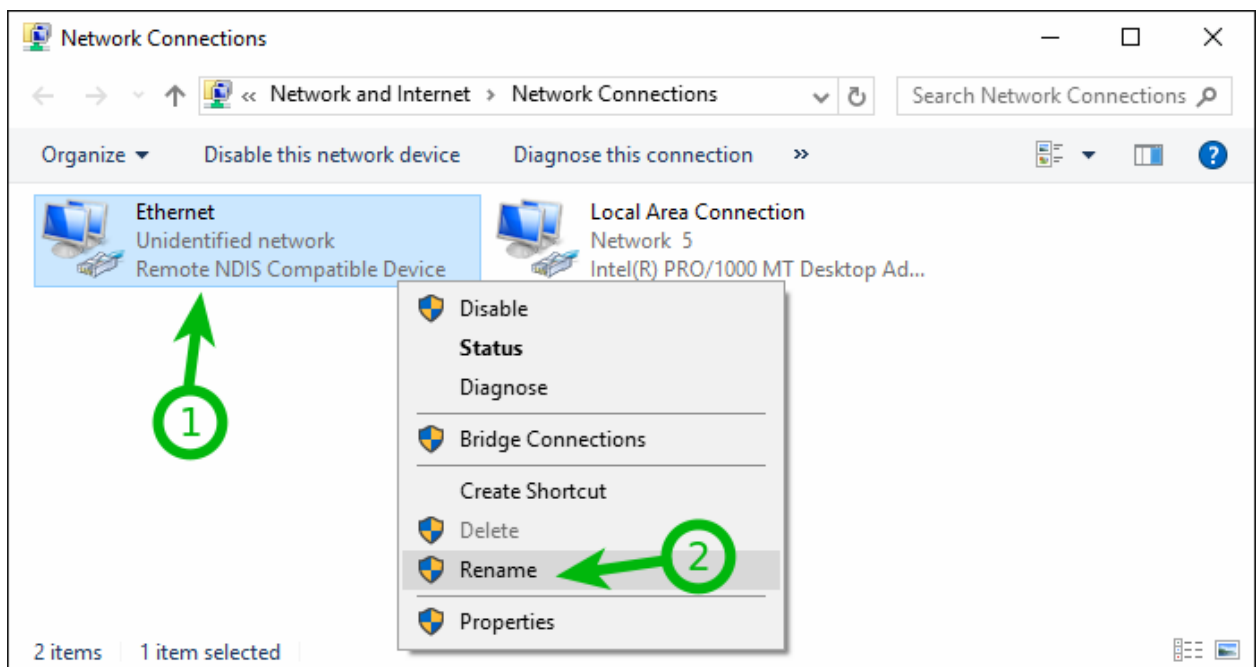 Network Connections
« Network and Internet › Network Connections
Search Network Connections
Organize Disable this network device Diagnose this connection »
Ethernet
Unidentified network
Remote NDIS Compatible Device
Local Area Connection
Network 5
Intel(R) PRO/1000 MT Desktop Ad...
Disable
Status
Diagnose
Bridge Connections
Create Shortcut
Delete
Rename
Properties
1
2
2 items 1 item selected